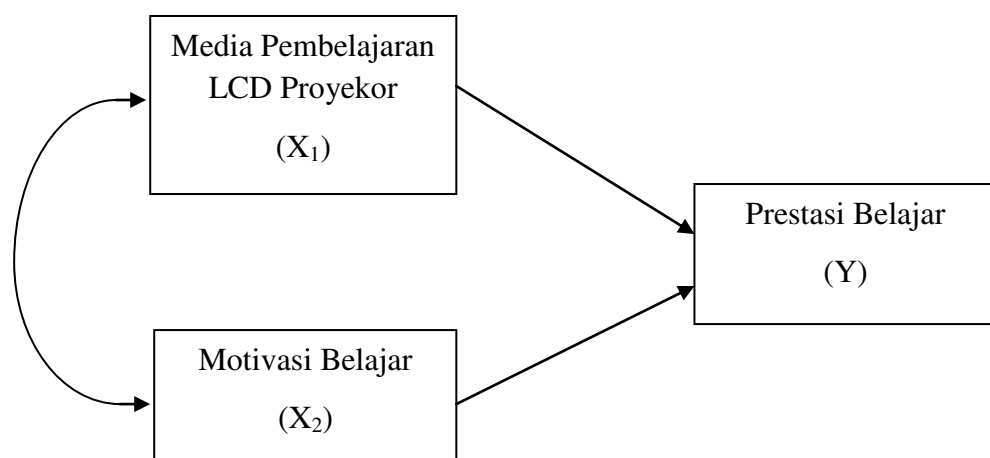 Media Pembelajaran
LCD Proyekor
(X₁)
Prestasi Belajar
(Y)
Motivasi Belajar
(X₂)